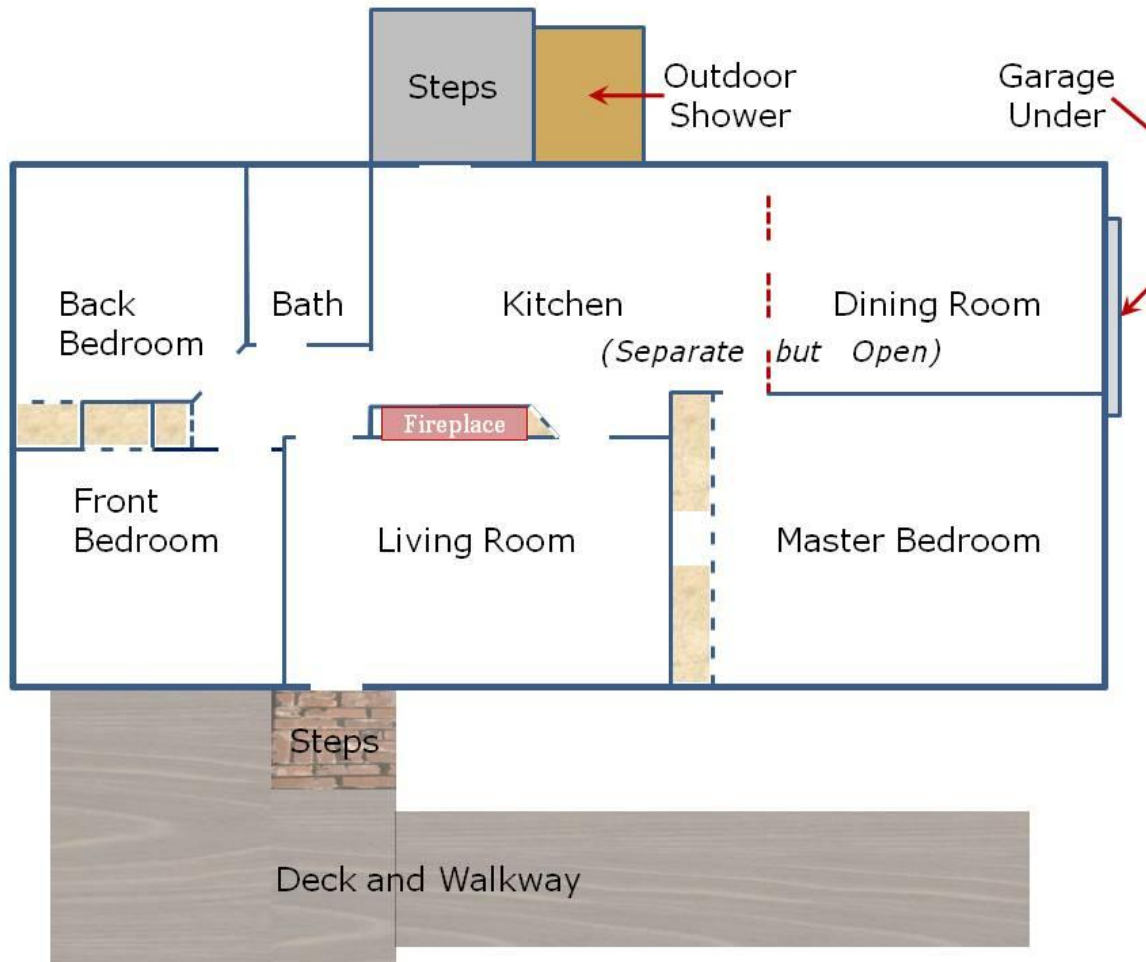 Steps
Outdoor
Shower
Garage
Under
Back
Bedroom
Bath
Kitchen
Dining Room
(Separate but Open)
Fireplace
Front
Bedroom
Living Room
Master Bedroom
Steps
Deck and Walkway